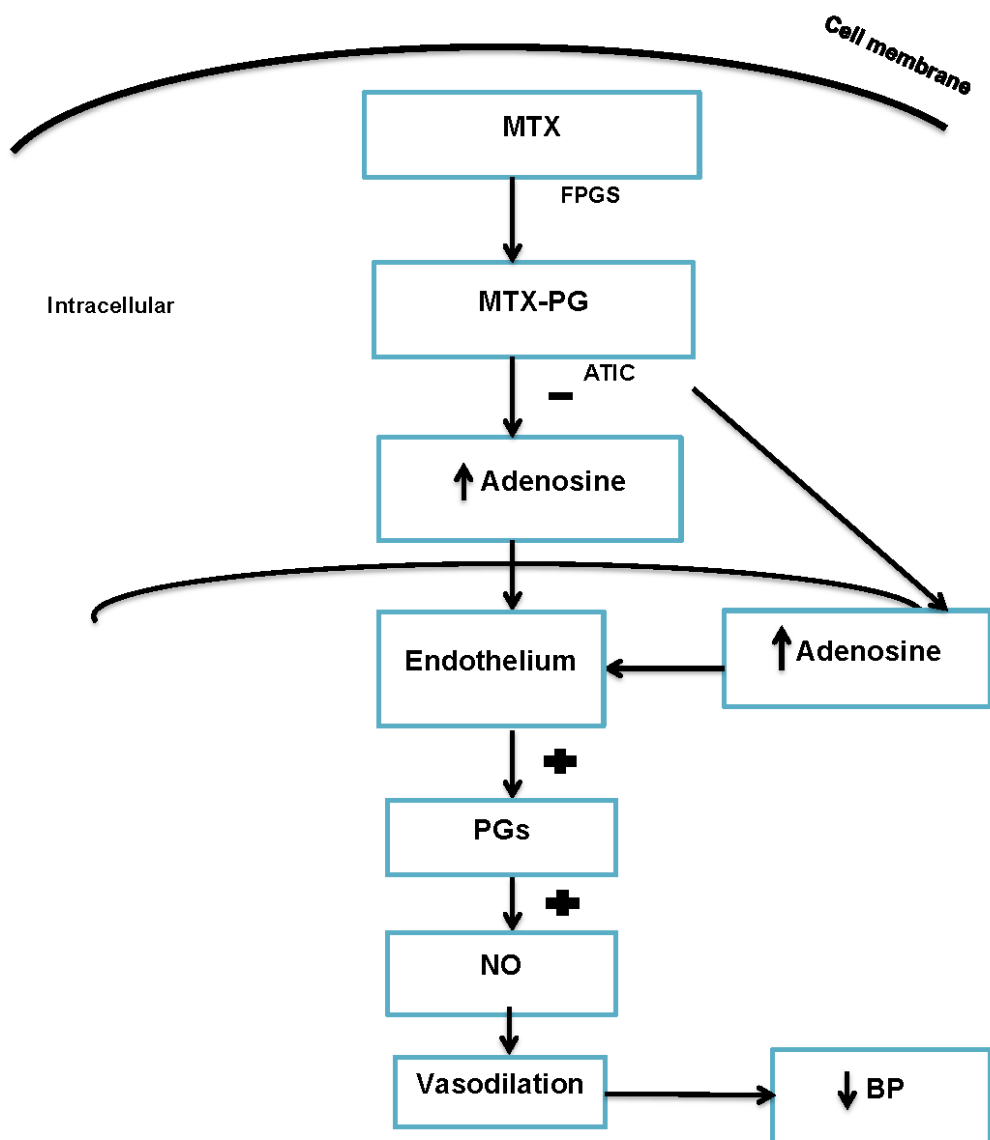 Cell membrane
MTX
FPGS
MTX-PG
Intracellular
ATIC
-
↑ Adenosine
Endothelium
↑ Adenosine
+
PGs
+
NO
Vasodilation
↓ BP